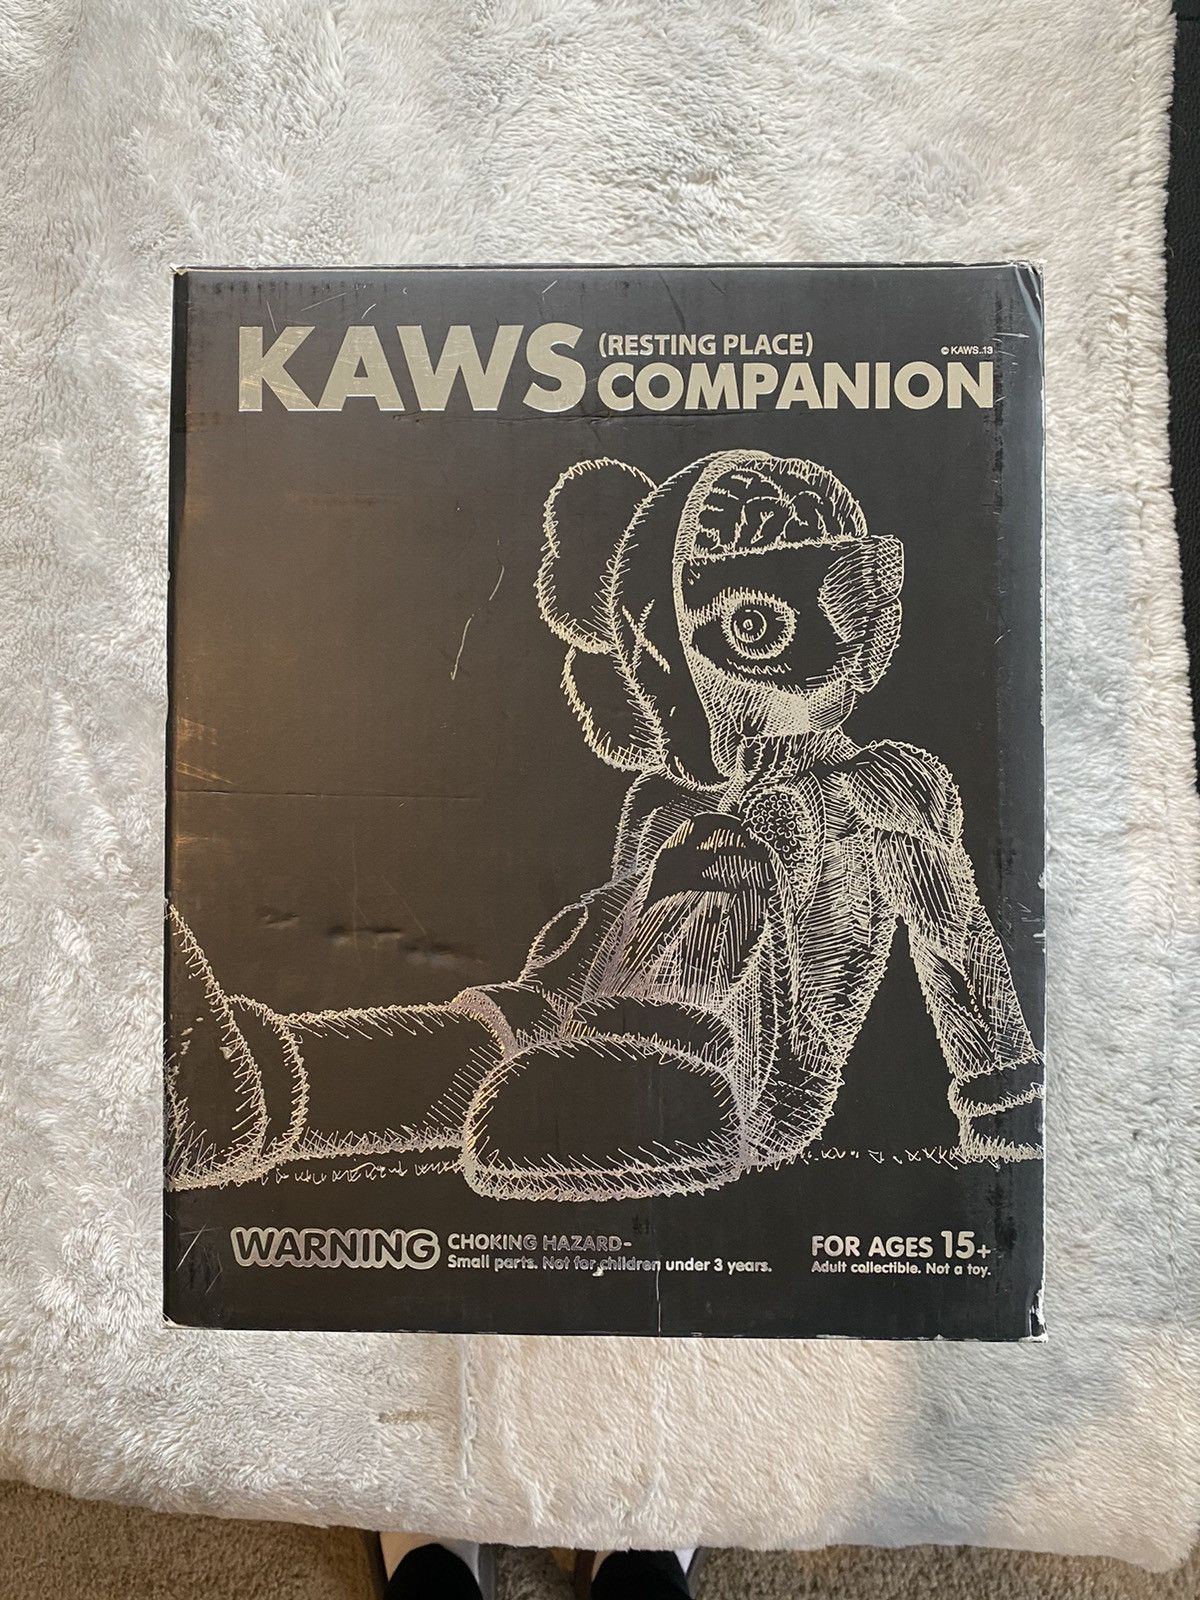 KAWS (RESTING PLACE) COMPANION
© KAWS..13
WARNING CHOKING HAZARD-
Small parts. Not for children under 3 years.
FOR AGES 15+
Adult collectible. Not a toy.